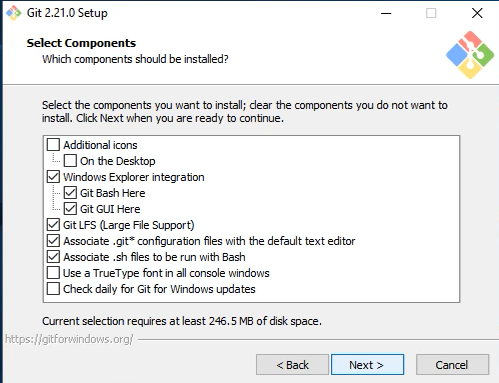 Git 2.21.0 Setup
Select Components
Which components should be installed?
Select the components you want to install; clear the components you do not want to
install. Click Next when you are ready to continue.
Additional icons
On the Desktop
Windows Explorer integration
Git Bash Here
Git GUI Here
Git LFS (Large File Support)
Associate .git* configuration files with the default text editor
Associate .sh files to be run with Bash
Use a TrueType font in all console windows
Check daily for Git for Windows updates
Current selection requires at least 246.5 MB of disk space.
https://gitforwindows.org/
< Back
Next >
Cancel